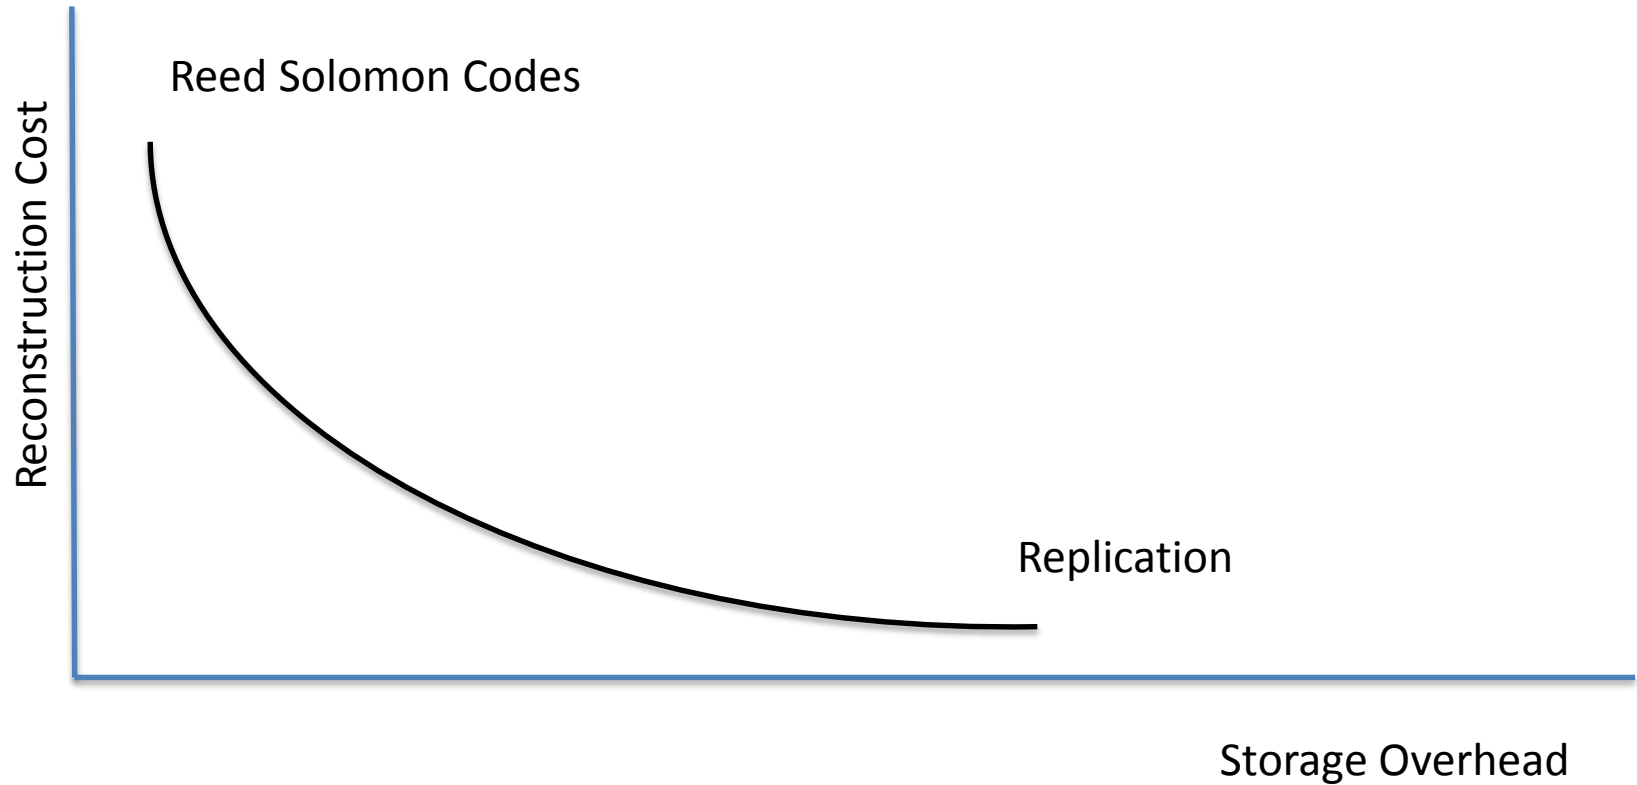 Reed Solomon Codes
Reconstruction Cost
Replication
Storage Overhead